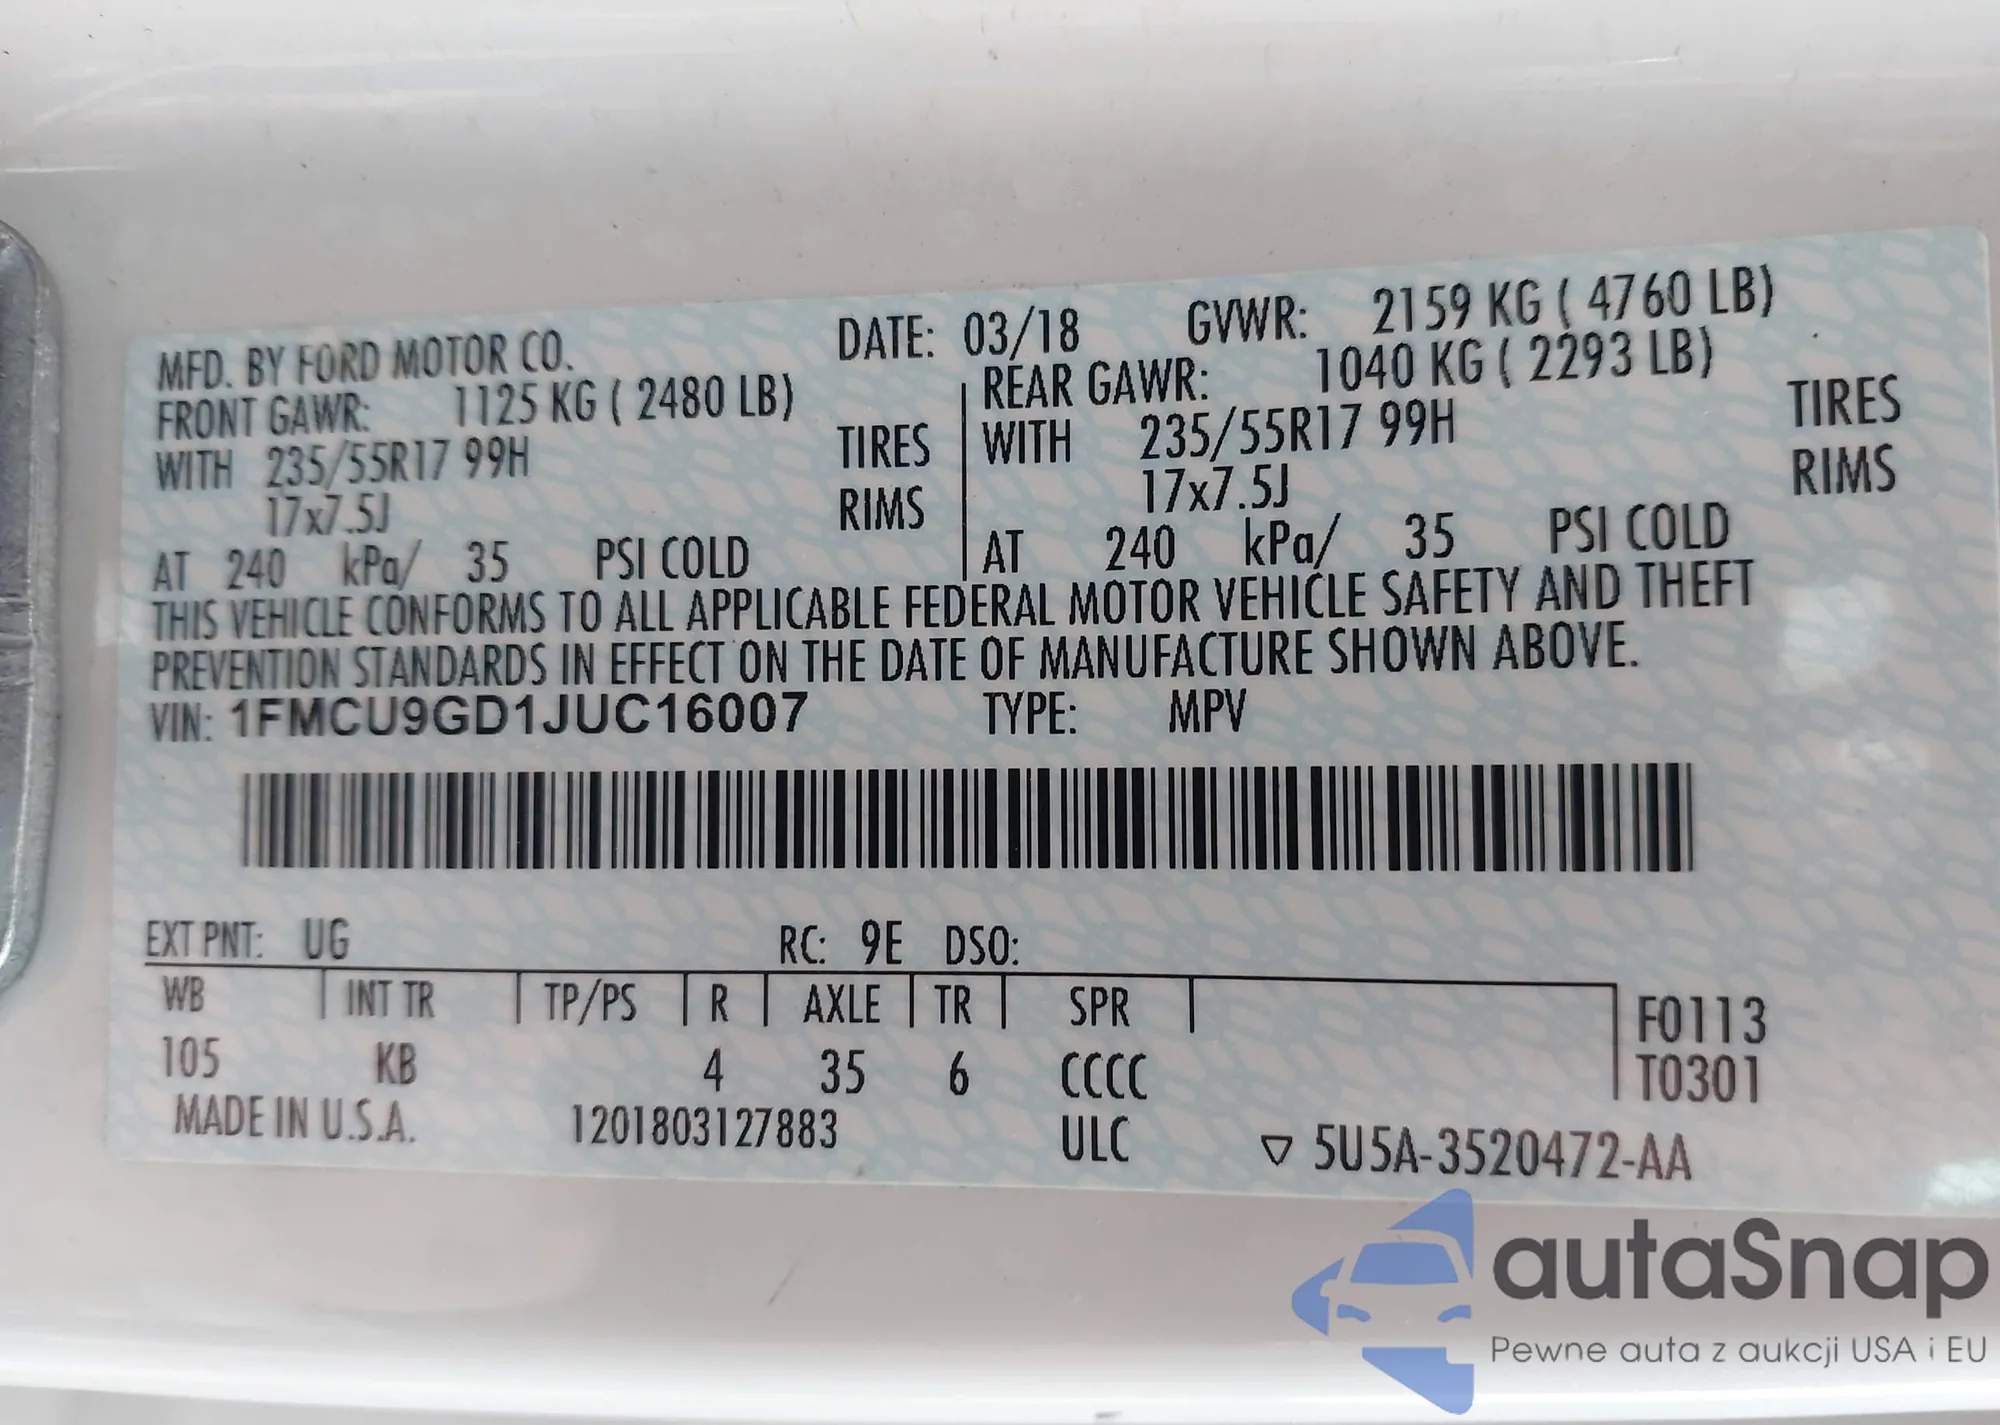 MFD. BY FORD MOTOR CO. DATE: 03/18 GVWR: 2159 KG ( 4760 LB)
FRONT GAWR: 1125 KG ( 2480 LB) REAR GAWR: 1040 KG ( 2293 LB)
WITH 235/55R17 99H TIRES WITH 235/55R17 99H TIRES
17x7.5J RIMS 17x7.5J RIMS
AT 240 kPa/ 35 PSI COLD AT 240 kPa/ 35 PSI COLD
THIS VEHICLE CONFORMS TO ALL APPLICABLE FEDERAL MOTOR VEHICLE SAFETY AND THEFT
PREVENTION STANDARDS IN EFFECT ON THE DATE OF MANUFACTURE SHOWN ABOVE.
VIN: 1FMCU9GD1JUC16007 TYPE: MPV
EXT PNT: UG RC: 9E DSO:
WB INT TR TP/PS R AXLE TR SPR F0113
105 KB 4 35 6 CCCC T0301
MADE IN U.S.A. 1201803127883 ULC ▽ 5U5A-3520472-AA
autaSnap
Pewne auta z aukcji USA i EU